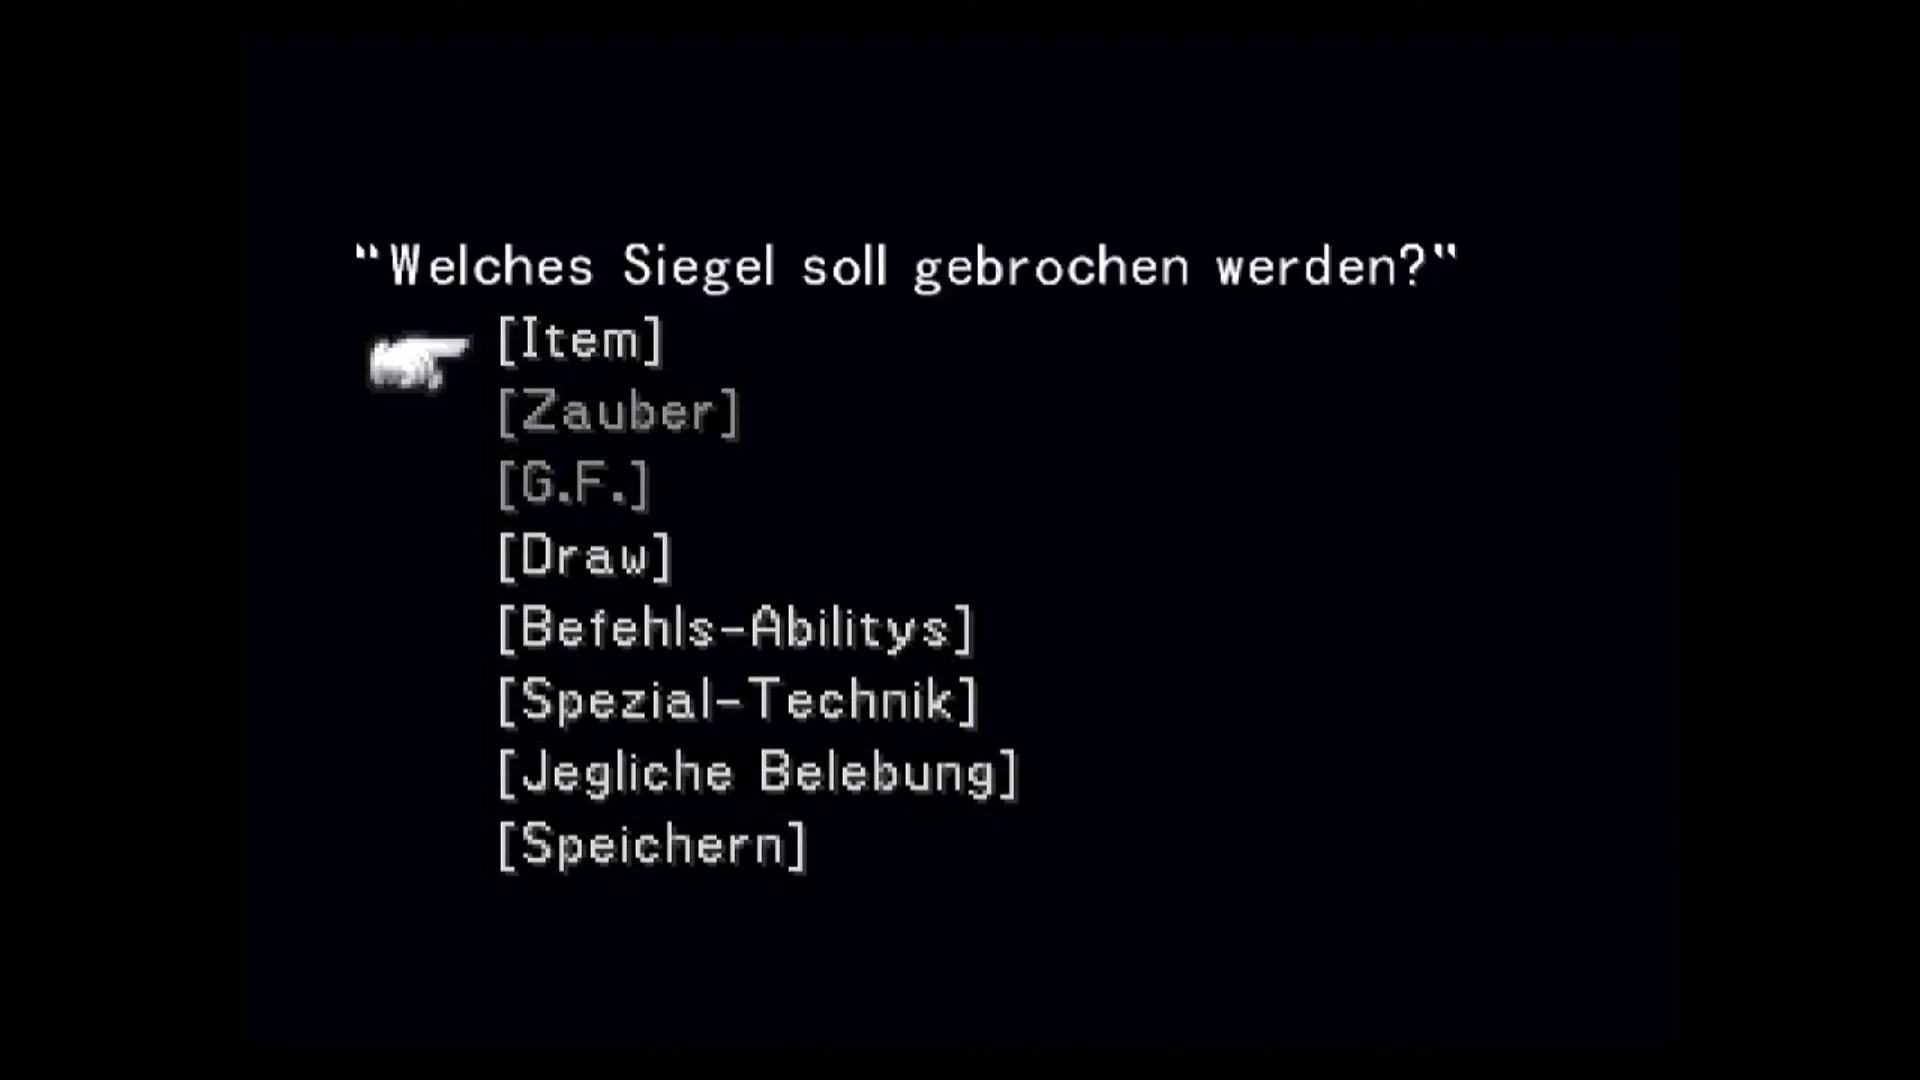 “Welches Siegel soll gebrochen werden?"
[Item]
[Zauber]
[G.F.]
[Draw]
[Befehls-Abilitys]
[Spezial-Technik]
[Jegliche Belebung]
[Speichern]